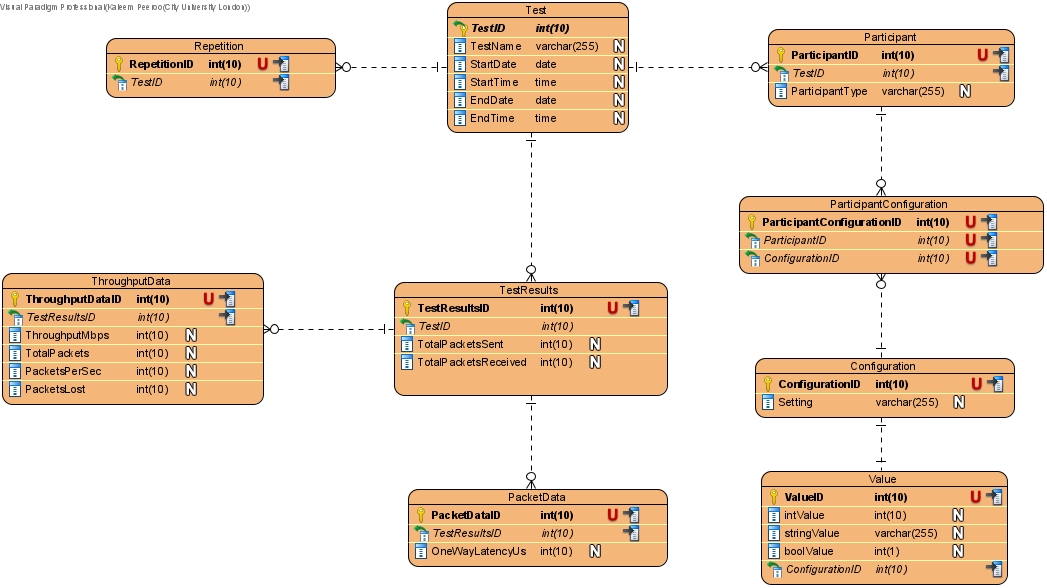 Visual Paradigm Professional(Kaleem Peeroo(City University London))
Test
TestID int(10)
TestName varchar(255) N
StartDate date N
StartTime time N
EndDate date N
EndTime time N
Repetition
RepetitionID int(10) U
TestID int(10)
Participant
ParticipantID int(10) U
TestID int(10)
ParticipantType varchar(255) N
ParticipantConfiguration
ParticipantConfigurationID int(10) U
ParticipantID int(10) U
ConfigurationID int(10) U
ThroughputData
ThroughputDataID int(10) U
TestResultsID int(10)
ThroughputMbps int(10) N
TotalPackets int(10) N
PacketsPerSec int(10) N
PacketsLost int(10) N
TestResults
TestResultsID int(10) U
TestID int(10)
TotalPacketsSent int(10) N
TotalPacketsReceived int(10) N
Configuration
ConfigurationID int(10) U
Setting varchar(255) N
PacketData
PacketDataID int(10) U
TestResultsID int(10)
OneWayLatencyUs int(10) N
Value
ValueID int(10) U
intValue int(10) N
stringValue varchar(255) N
boolValue int(1) N
ConfigurationID int(10)